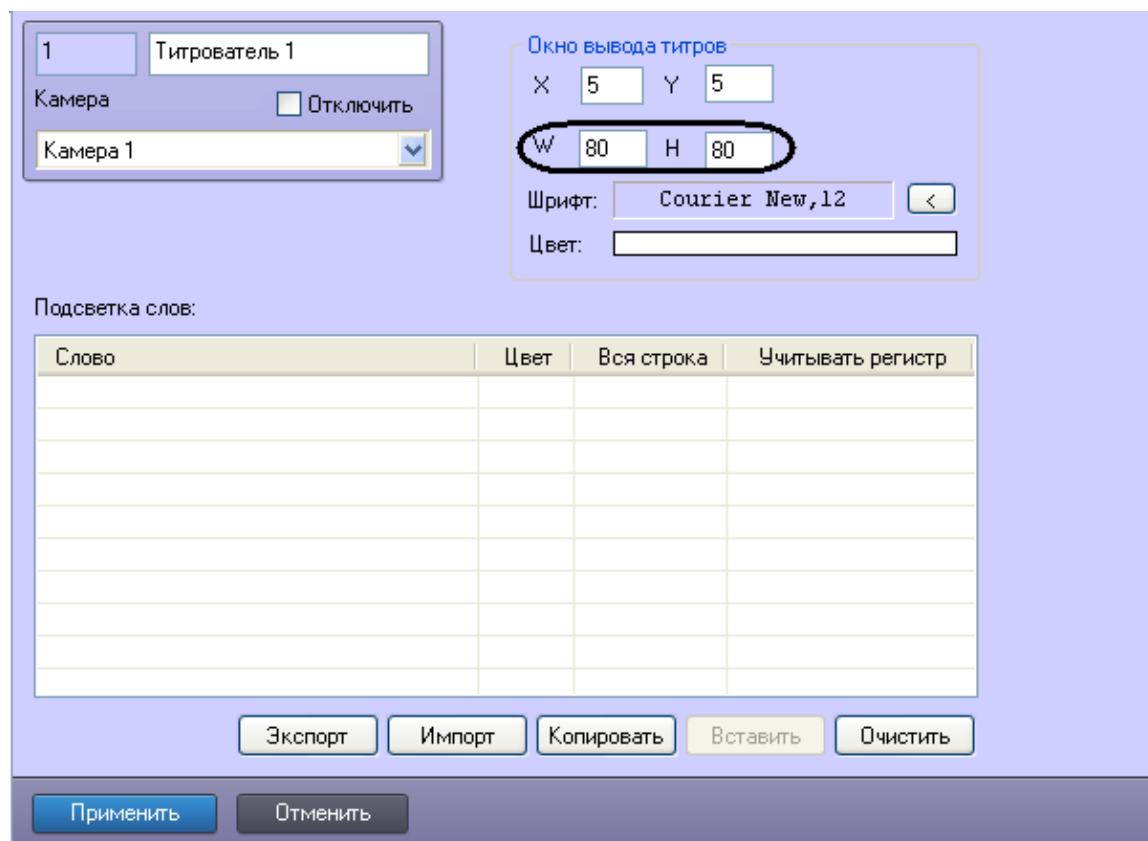 1 Титрователь 1
Камера Отключить
Камера 1
Окно вывода титров
X 5 Y 5
W 80 H 80
Шрифт: Courier New,12 <
Цвет:
Подсветка слов:
Слово Цвет Вся строка Учитывать регистр
Экспорт Импорт Копировать Вставить Очистить
Применить Отменить